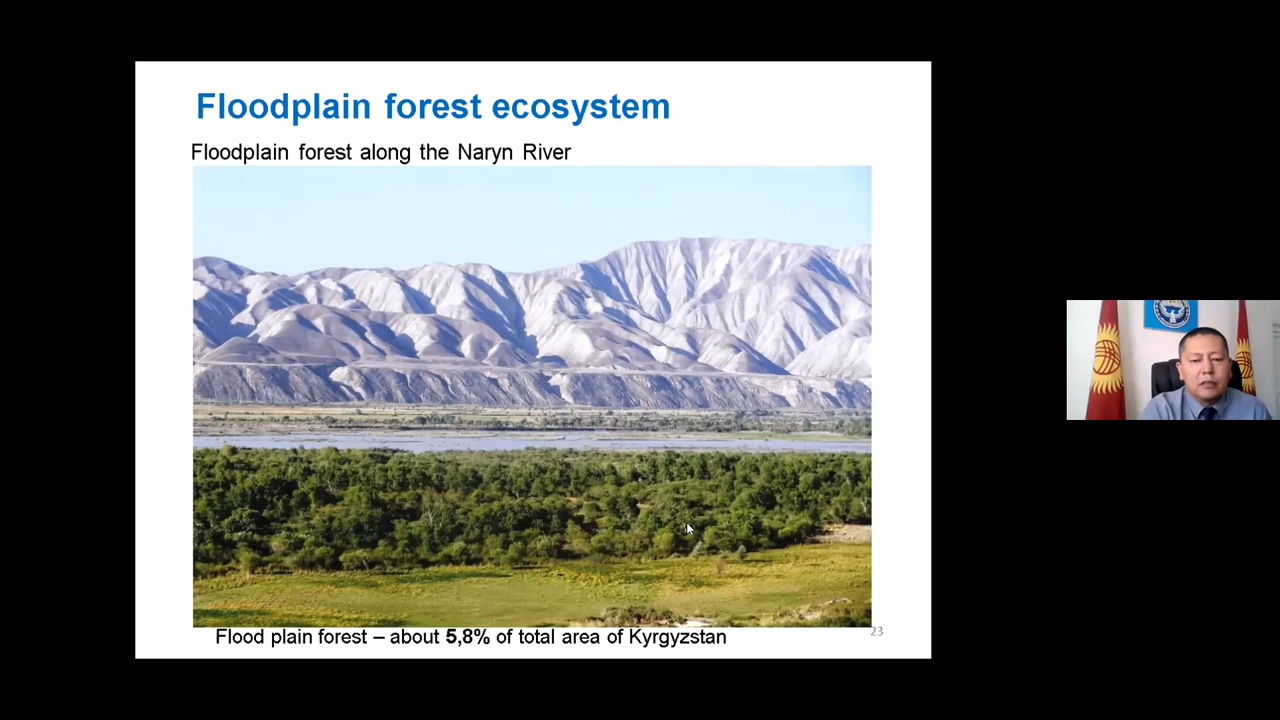 Floodplain forest ecosystem
Floodplain forest along the Naryn River
Flood plain forest – about 5,8% of total area of Kyrgyzstan
23